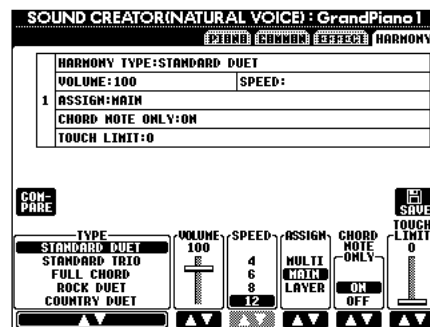 SOUND CREATOR(NATURAL VOICE) : GrandPiano1
PIANO COMMON EFFECT HARMONY
HARMONY TYPE:STANDARD DUET
VOLUME:100 SPEED:
1 ASSIGN:MAIN
CHORD NOTE ONLY:ON
TOUCH LIMIT:0
COM-
PARE
SAVE
TYPE VOLUME SPEED ASSIGN CHORD NOTE ONLY TOUCH LIMIT
STANDARD DUET 100 0
STANDARD TRIO 4 MULTI
FULL CHORD 6 MAIN
ROCK DUET 8 LAYER ON
COUNTRY DUET 12 OFF